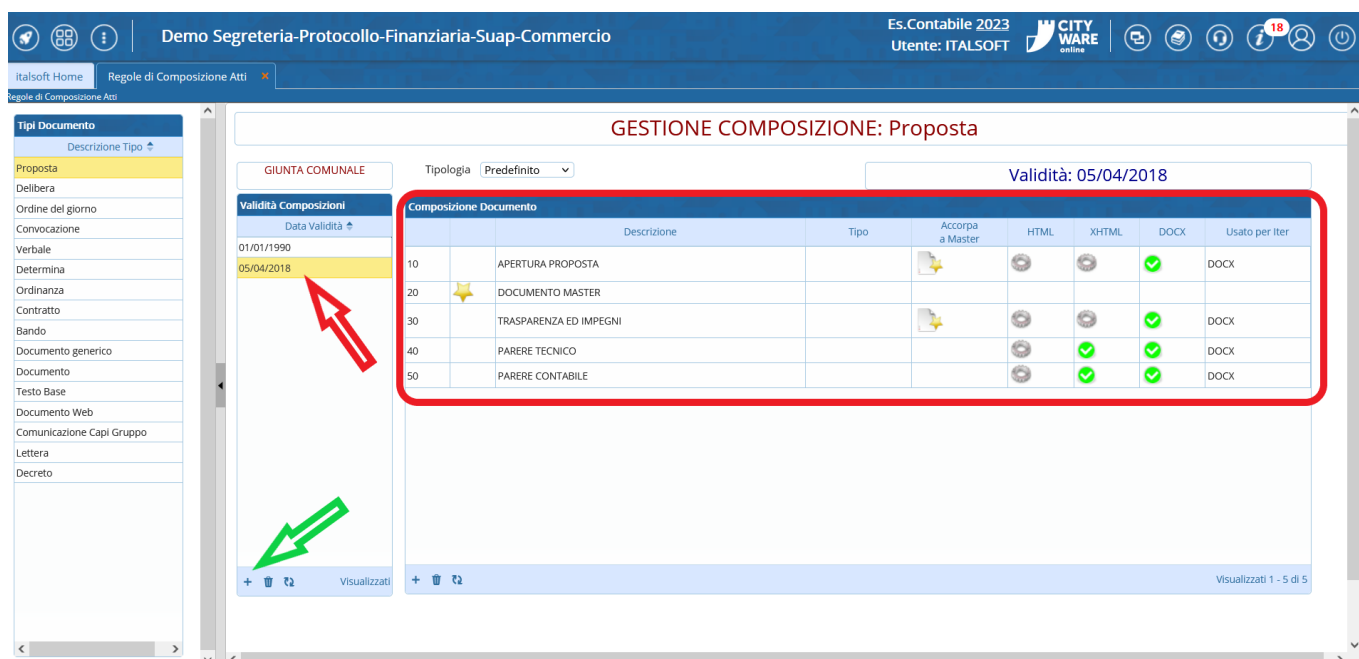 Demo Segreteria-Protocollo-Finanziaria-Suap-Commercio
Es.Contabile 2023
Utente: ITALSOFT
CITY
WARE
online
18
italsoft Home
Regole di Composizione Atti ×
Regole di Composizione Atti
Tipi Documento
Descrizione Tipo
Proposta
Delibera
Ordine del giorno
Convocazione
Verbale
Determina
Ordinanza
Contratto
Bando
Documento generico
Documento
Testo Base
Documento Web
Comunicazione Capi Gruppo
Lettera
Decreto
GESTIONE COMPOSIZIONE: Proposta
GIUNTA COMUNALE
Tipologia Predefinito
Validità: 05/04/2018
Validità Composizioni
Data Validità
01/01/1990
05/04/2018
Visualizzati
Composizione Documento
Descrizione Tipo Accorpa a Master HTML XHTML DOCX Usato per Iter
10 APERTURA PROPOSTA DOCX
20 DOCUMENTO MASTER
30 TRASPARENZA ED IMPEGNI DOCX
40 PARERE TECNICO DOCX
50 PARERE CONTABILE DOCX
Visualizzati 1 - 5 di 5